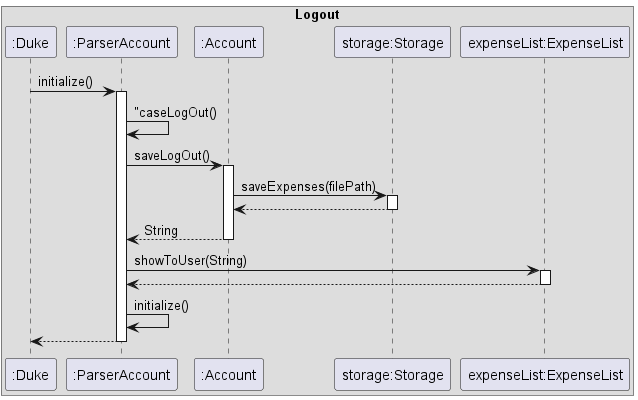 Logout
:Duke :ParserAccount :Account storage:Storage expenseList:ExpenseList
initialize()
"caseLogOut()
saveLogOut()
saveExpenses(filePath)
String
showToUser(String)
initialize()
:Duke :ParserAccount :Account storage:Storage expenseList:ExpenseList